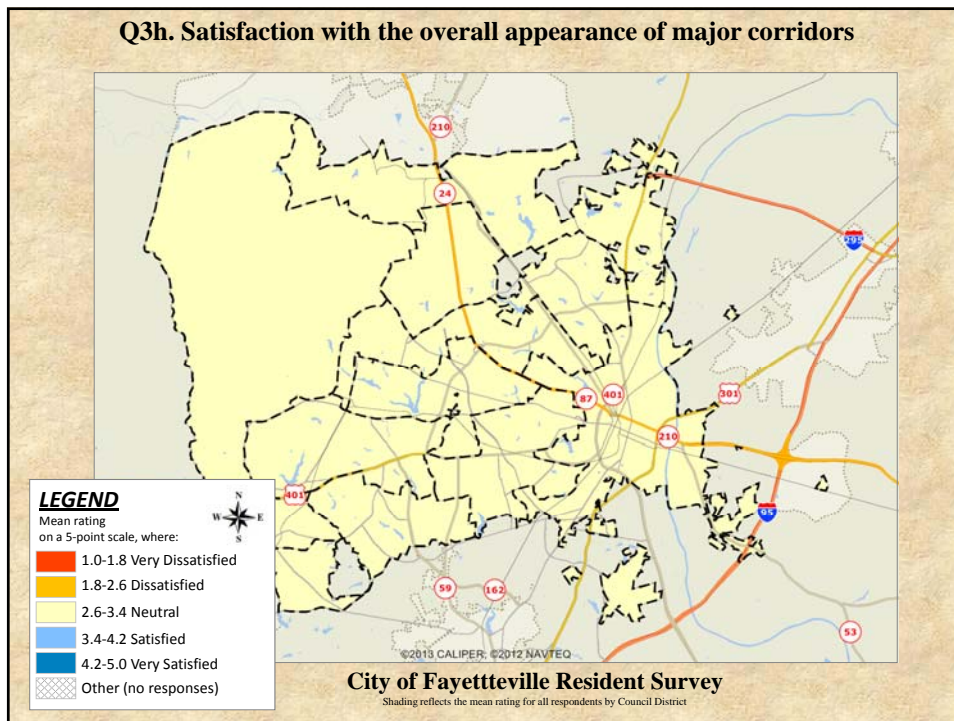 Q3h. Satisfaction with the overall appearance of major corridors
210
24
295
301
87
401
210
401
95
59
162
53
LEGEND
Mean rating
on a 5-point scale, where:
N
W E
S
1.0-1.8 Very Dissatisfied
1.8-2.6 Dissatisfied
2.6-3.4 Neutral
3.4-4.2 Satisfied
4.2-5.0 Very Satisfied
Other (no responses)
©2013 CALIPER; ©2012 NAVTEQ
City of Fayettteville Resident Survey
Shading reflects the mean rating for all respondents by Council District